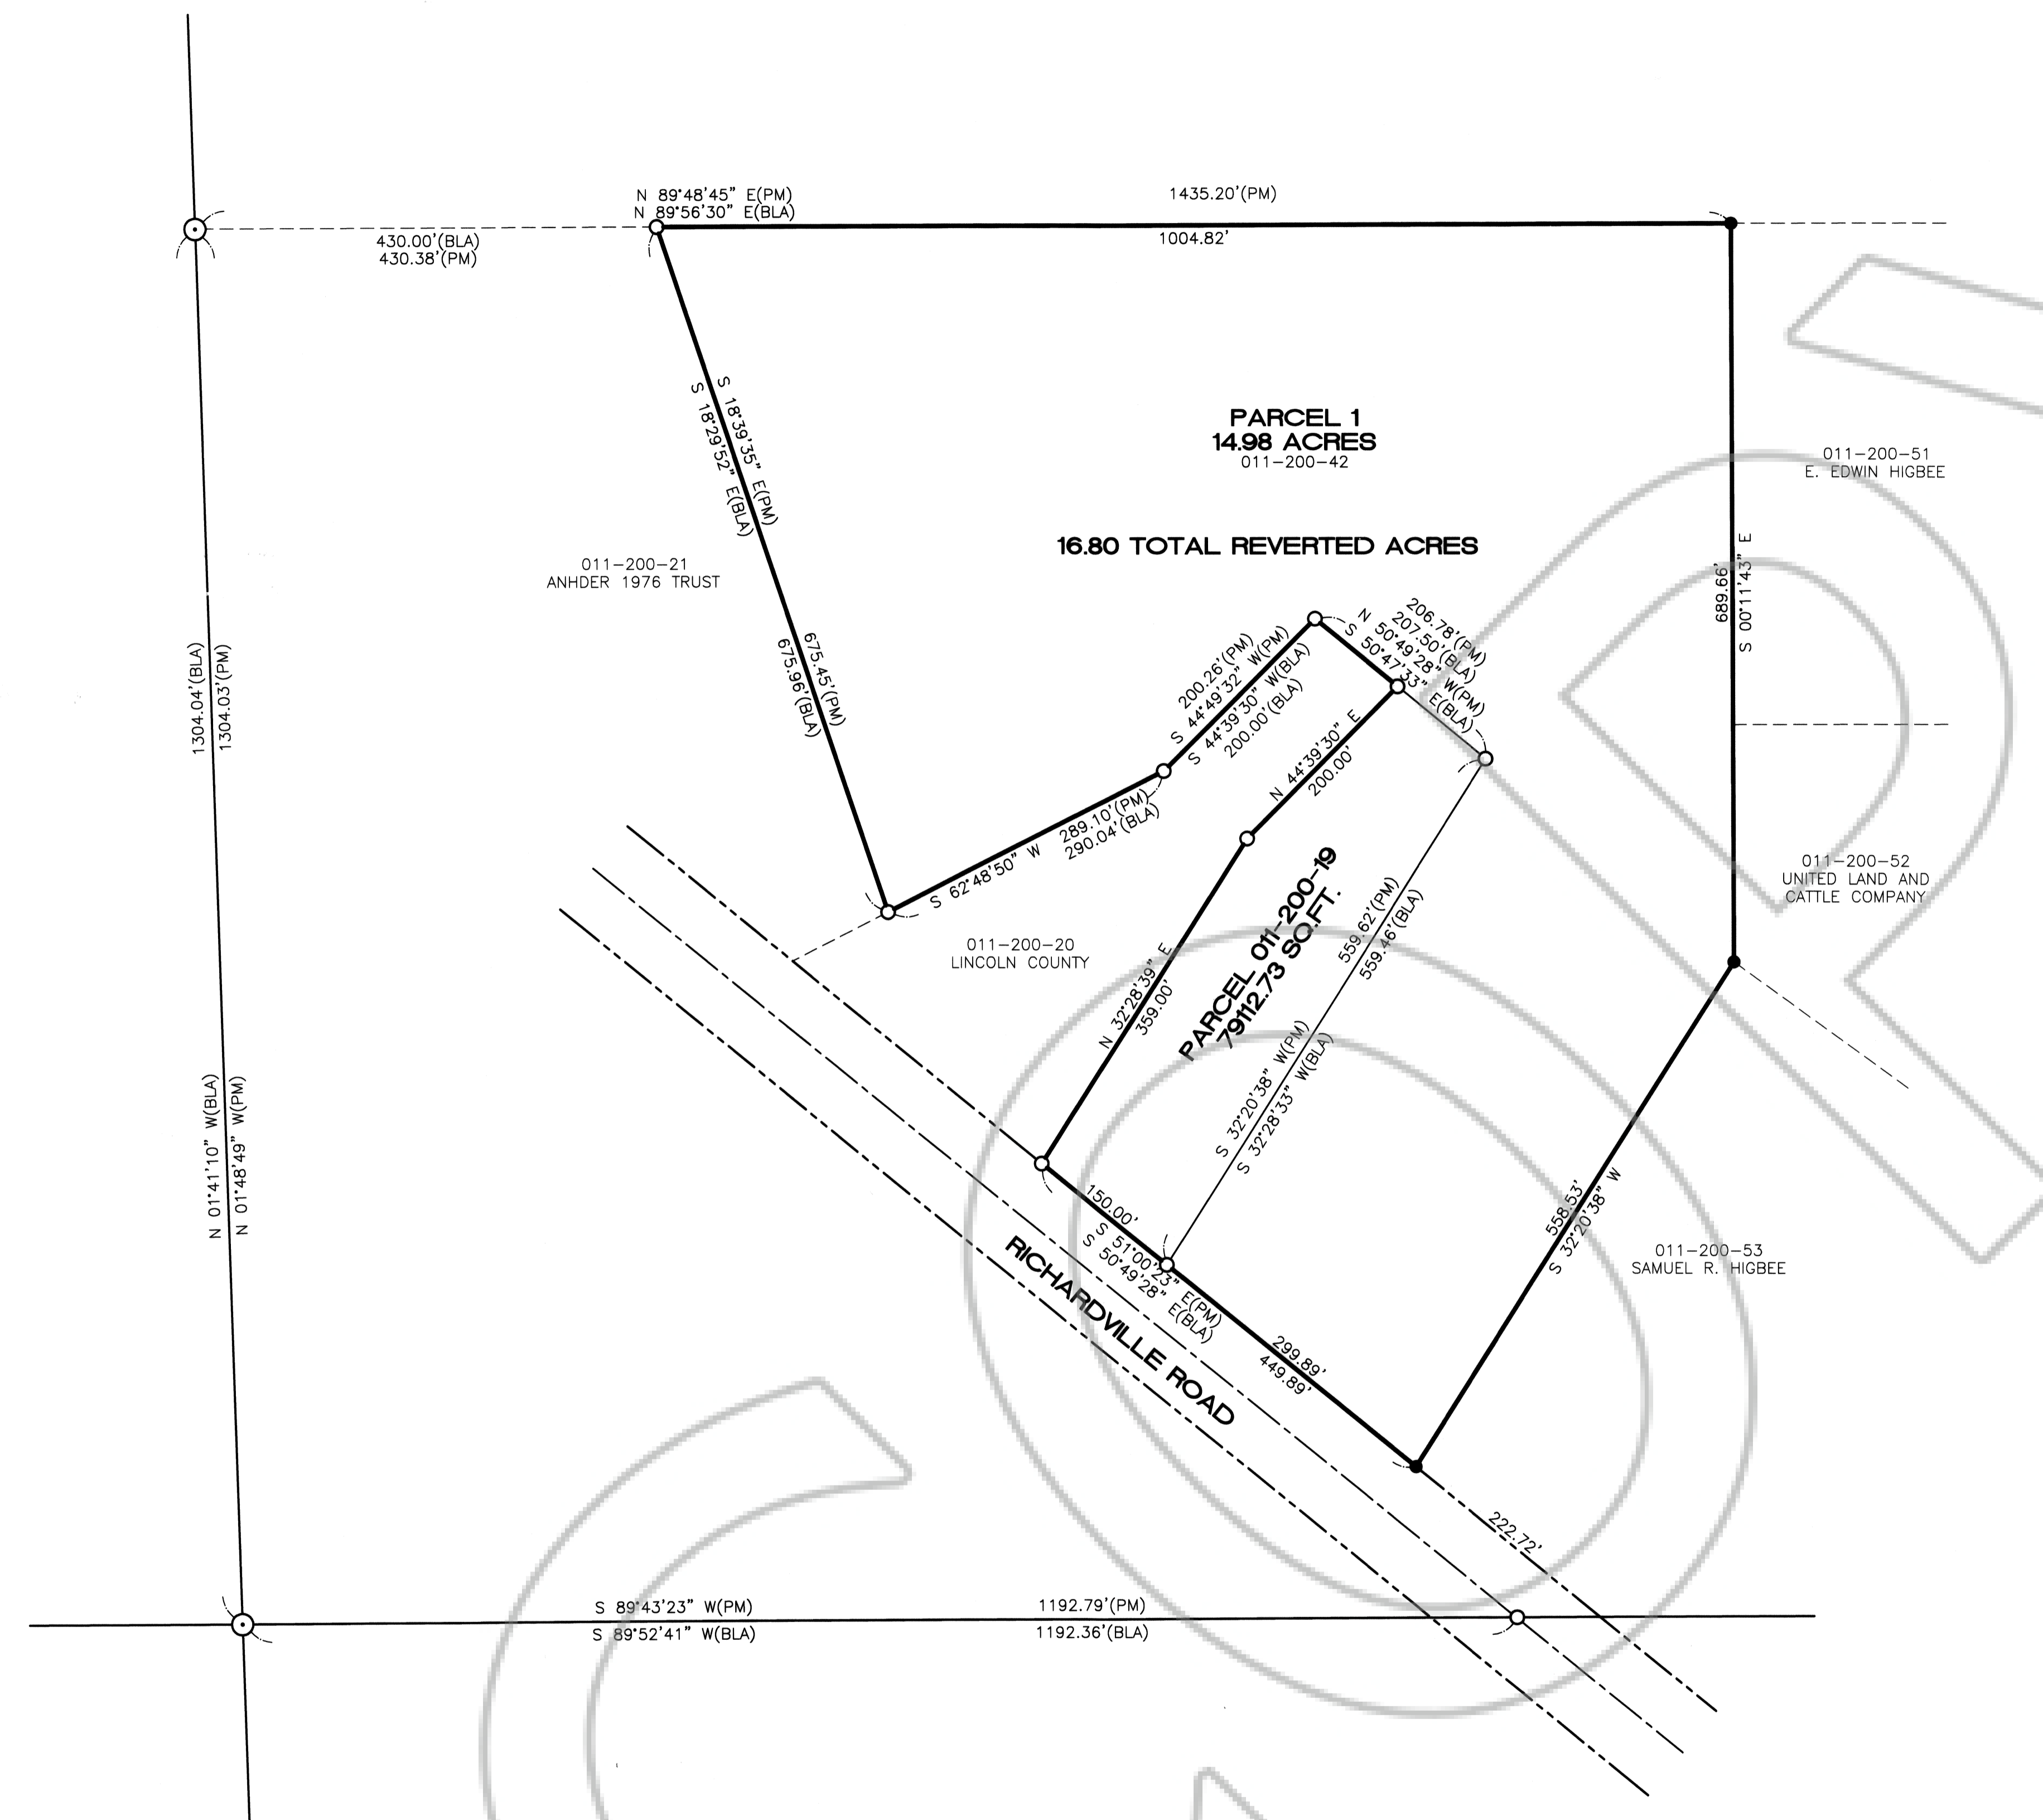 N 89°48'45" E(PM)
N 89°56'30" E(BLA)
1435.20'(PM)
430.00'(BLA)
430.38'(PM)
1004.82'
S 18°39'35" E(PM)
S 18°29'52" E(BLA)
675.45'(PM)
675.96'(BLA)
PARCEL 1
14.98 ACRES
011-200-42
16.80 TOTAL REVERTED ACRES
011-200-51
E. EDWIN HIGBEE
689.66'
S 00°11'43" E
011-200-21
ANHDER 1976 TRUST
1304.04'(BLA)
1304.03'(PM)
N 01°41'10" W(BLA)
N 01°48'49" W(PM)
200.26'(PM)
S 44°49'32" W(PM)
S 44°39'30" W(BLA)
200.00'(BLA)
206.78'(PM)
207.50'(BLA)
N 50°49'28" W(PM)
S 50°47'33" E(BLA)
N 44°39'30" E
200.00'
289.10'(PM)
290.04'(BLA)
S 62°48'50" W
011-200-20
LINCOLN COUNTY
N 32°28'39" E
359.00'
PARCEL 011-200-19
79112.73 SQ.FT.
559.62'(PM)
559.46'(BLA)
S 32°20'38" W(PM)
S 32°28'33" W(BLA)
011-200-52
UNITED LAND AND
CATTLE COMPANY
558.53'
S 32°20'38" W
011-200-53
SAMUEL R. HIGBEE
150.00'
S 51°00'23" E(PM)
S 50°49'28" E(BLA)
299.89'
449.89'
RICHARDVILLE ROAD
222.72'
S 89°43'23" W(PM)
S 89°52'41" W(BLA)
1192.79'(PM)
1192.36'(BLA)